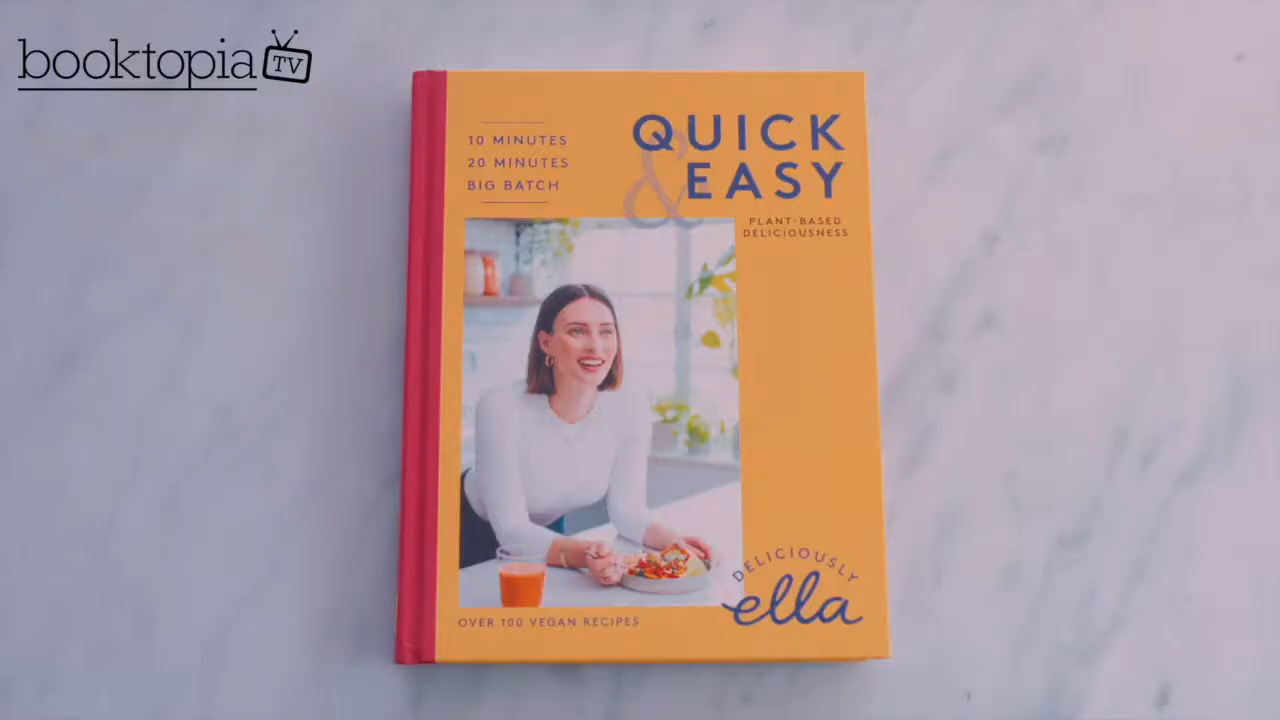 booktopia TV
10 MINUTES
20 MINUTES
BIG BATCH
QUICK
& EASY
PLANT-BASED
DELICIOUSNESS
DELICIOUSLY
ella
OVER 100 VEGAN RECIPES